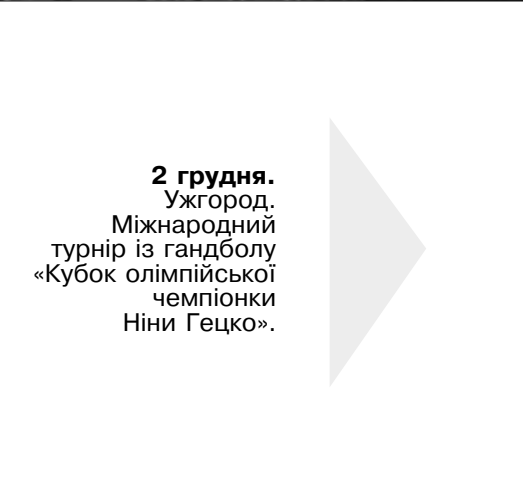 2 грудня.
Ужгород.
Міжнародний
турнір із гандболу
«Кубок олімпійської
чемпіонки
Ніни Гецко».